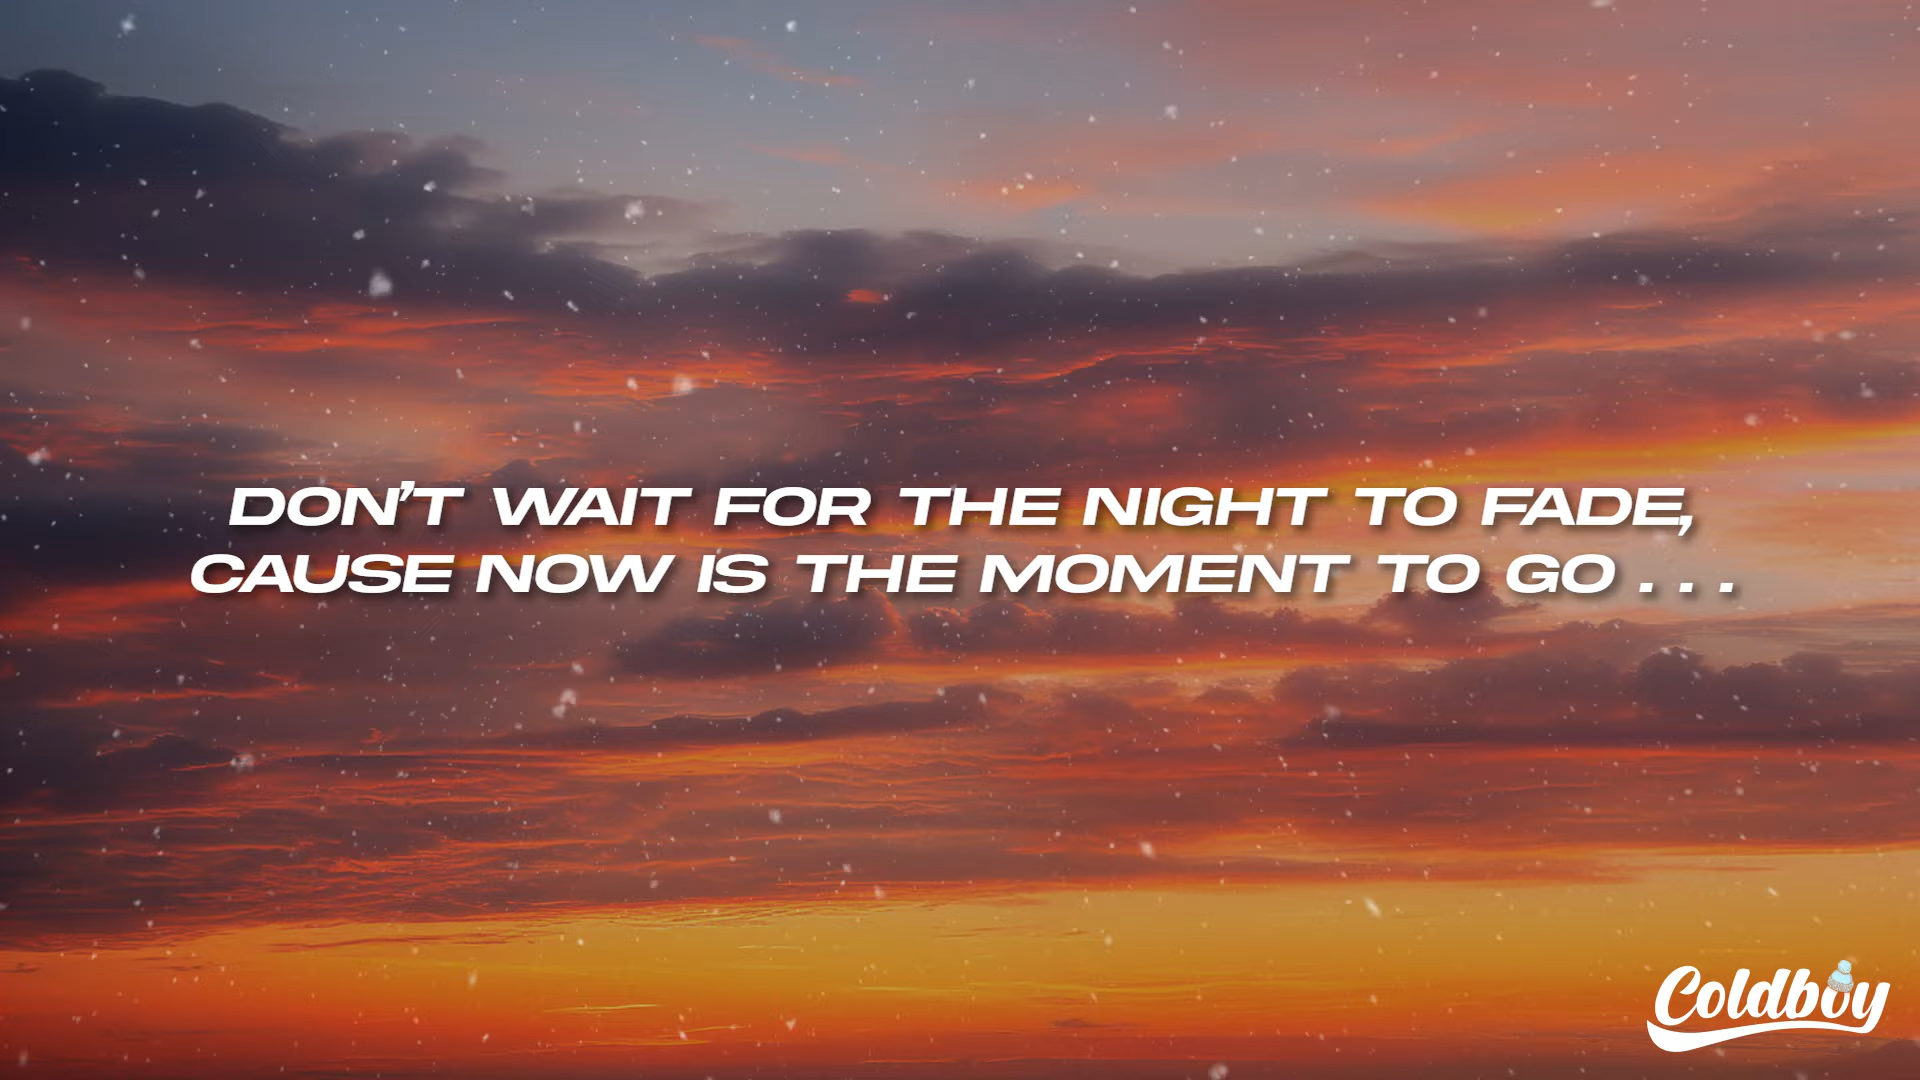 DON'T WAIT FOR THE NIGHT TO FADE,
CAUSE NOW IS THE MOMENT TO GO . . .
Coldboy